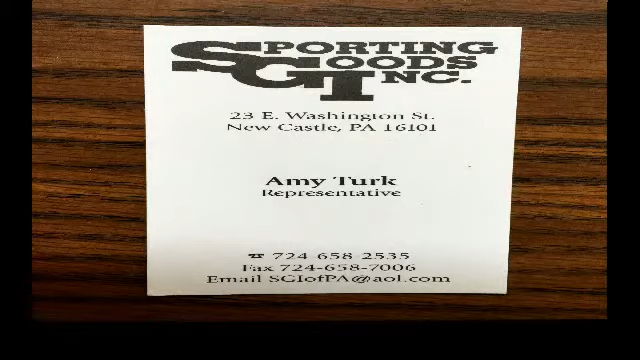 SPORTING
GOODS
INC.
23 E. Washington St.
New Castle, PA 16101
Amy Turk
Representative
☎ 724-658-2535
Fax 724-658-7006
Email SGIofPA@aol.com